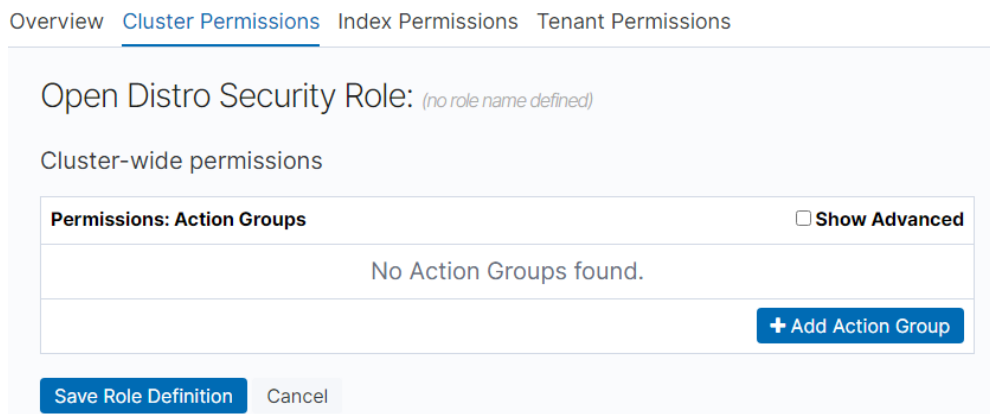 Overview Cluster Permissions Index Permissions Tenant Permissions
Open Distro Security Role: (no role name defined)
Cluster-wide permissions
Permissions: Action Groups Show Advanced
No Action Groups found.
Add Action Group
Save Role Definition Cancel